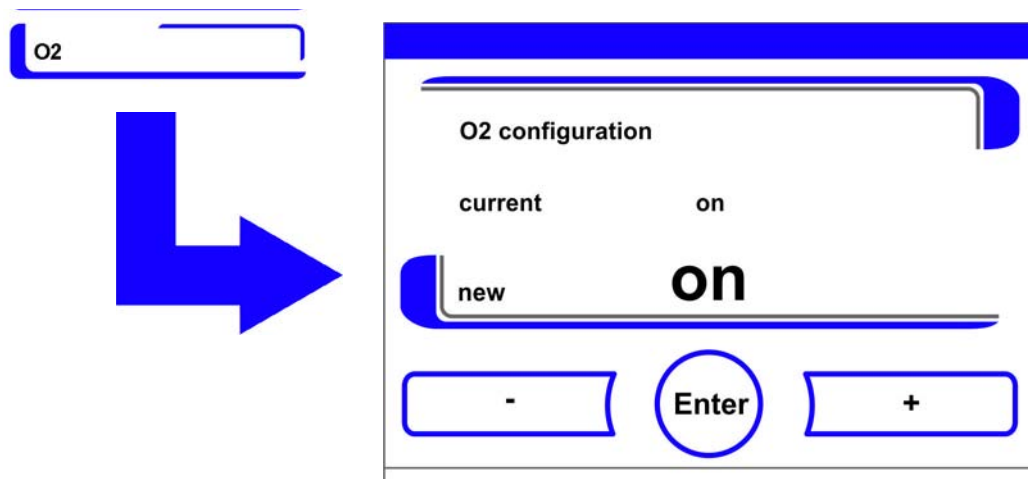 O2
O2 configuration
current on
new on
- Enter +